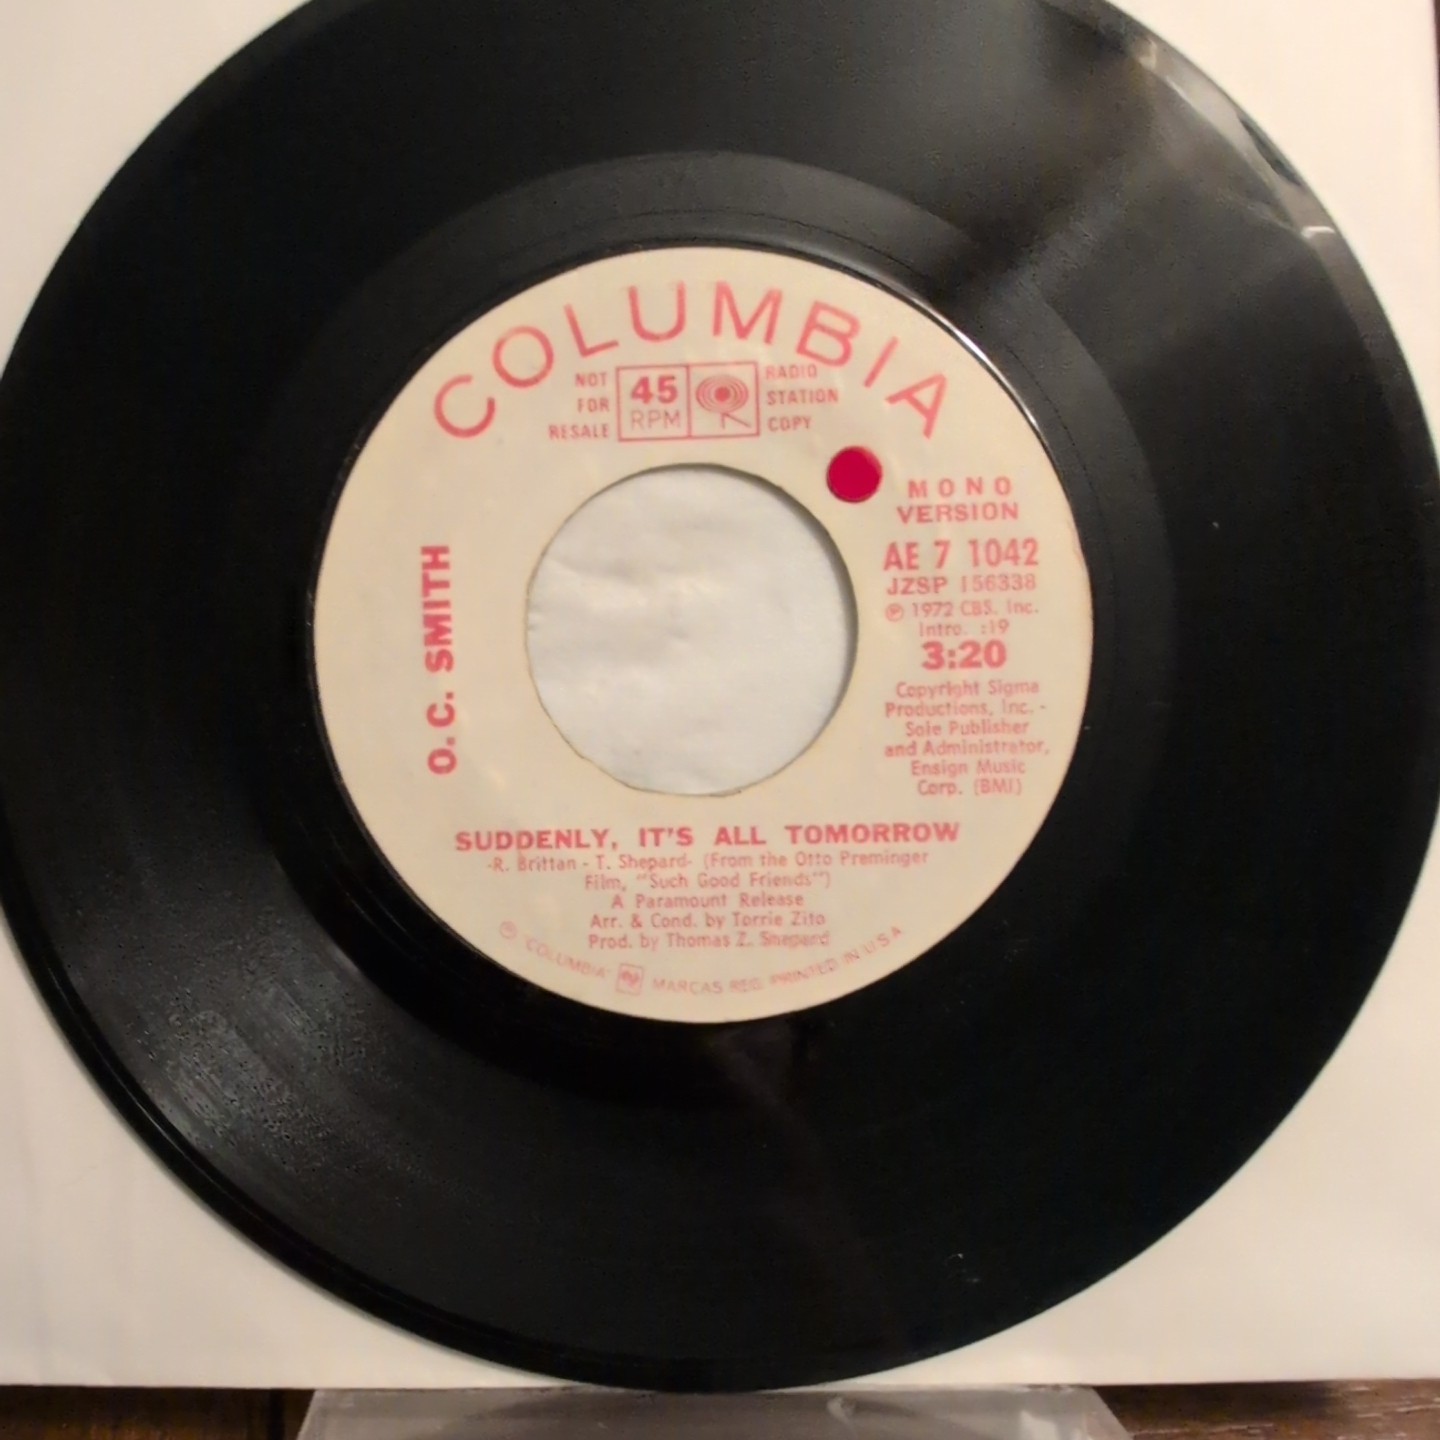 COLUMBIA
NOT
FOR
RESALE
45
RPM
RADIO
STATION
COPY
MONO
VERSION
AE 7 1042
JZSP 156338
℗ 1972 CBS. Inc.
Intro. :19
3:20
Copyright Sigma
Productions, Inc. -
Sole Publisher
and Administrator,
Ensign Music
Corp. (BMI)
O. C. SMITH
SUDDENLY, IT'S ALL TOMORROW
-R. Brittan - T. Shepard- (From the Otto Preminger
Film, "Such Good Friends")
A Paramount Release
Arr. & Cond. by Torrie Zito
Prod. by Thomas Z. Shepard
"COLUMBIA" MARCAS REG. PRINTED IN U.S.A.